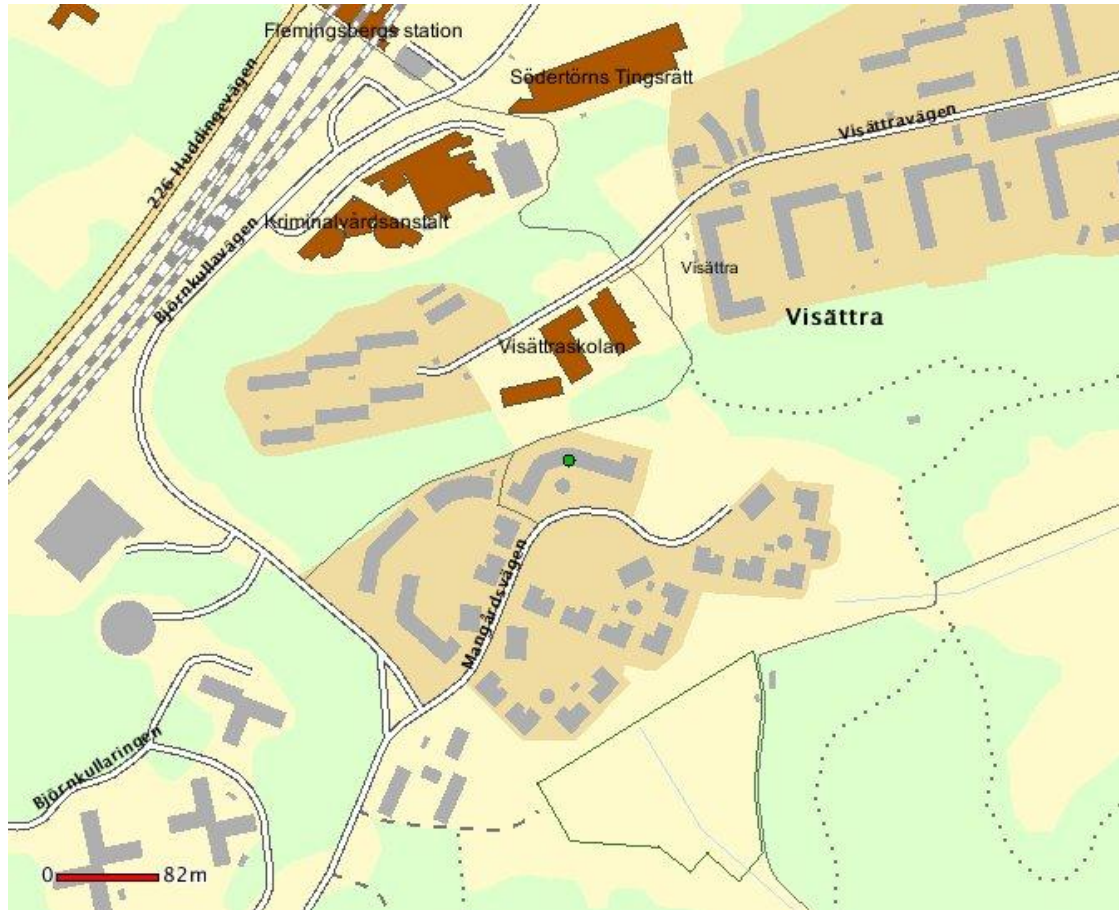 Flemingsbergs station
Södertörns Tingsrätt
226 Huddingevägen
Visättravägen
Kriminalvårdsanstalt
Björnkullavägen
Visättra
Visättra
Visättraskolan
Mangårdsvägen
Björnkullaringen
0 82m